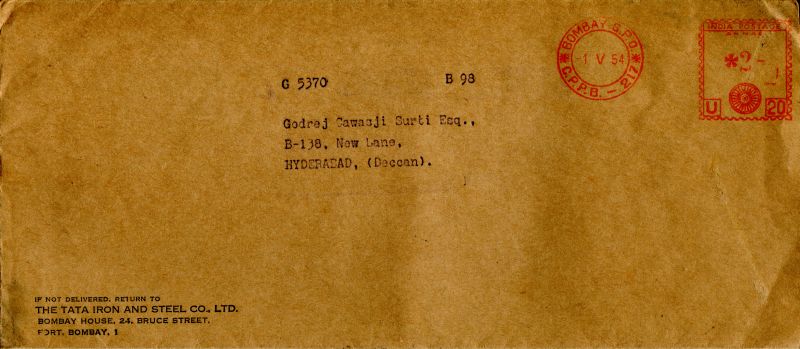 BOMBAY G.P.O.
-1 V 54
C.P.P.B. - 217
INDIA POSTAGE
ANNAS
*2-
U 20
G 5370 B 98
Godrej Cawasji Surti Esq.,
B-138, New Lane,
HYDERABAD, (Deccan).
IF NOT DELIVERED, RETURN TO
THE TATA IRON AND STEEL CO., LTD.
BOMBAY HOUSE, 24, BRUCE STREET,
FORT, BOMBAY, 1